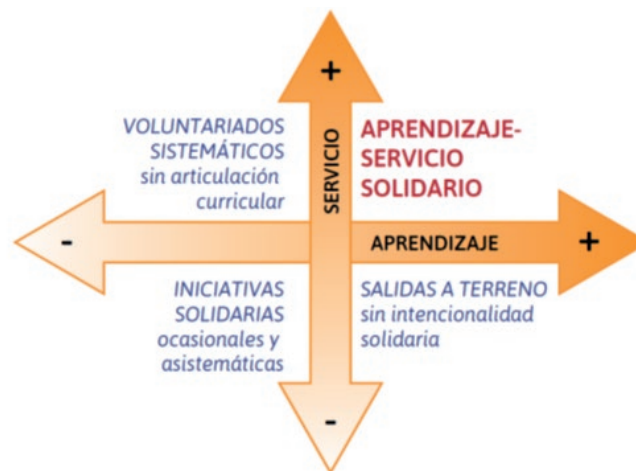 +
VOLUNTARIADOS
SISTEMÁTICOS
sin articulación
curricular
SERVICIO
APRENDIZAJE-
SERVICIO
SOLIDARIO
-
APRENDIZAJE
+
INICIATIVAS
SOLIDARIAS
ocasionales y
asistemáticas
SALIDAS A TERRENO
sin intencionalidad
solidaria
-